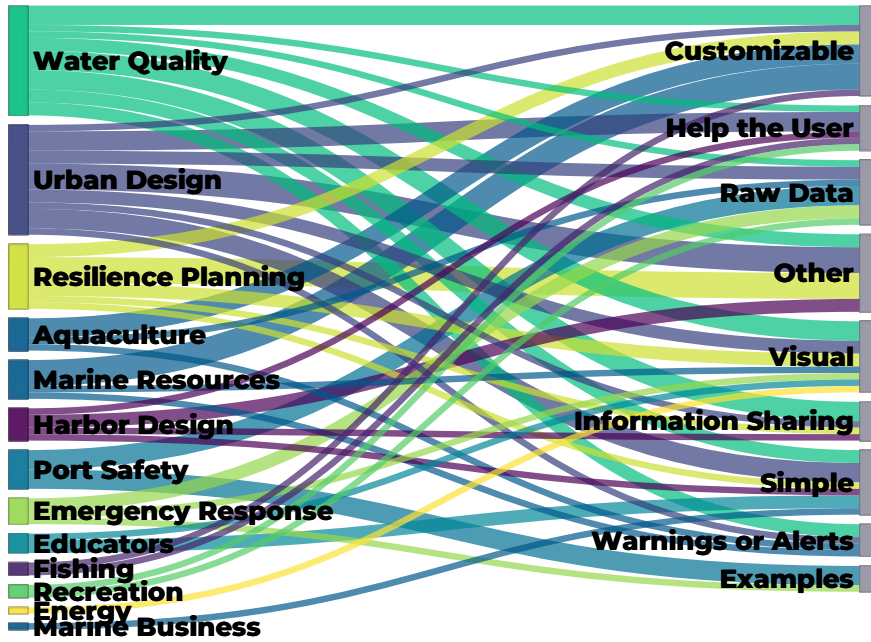 Water Quality
Urban Design
Resilience Planning
Aquaculture
Marine Resources
Harbor Design
Port Safety
Emergency Response
Educators
Fishing
Recreation
Energy
Marine Business
Customizable
Help the User
Raw Data
Other
Visual
Information Sharing
Simple
Warnings or Alerts
Examples